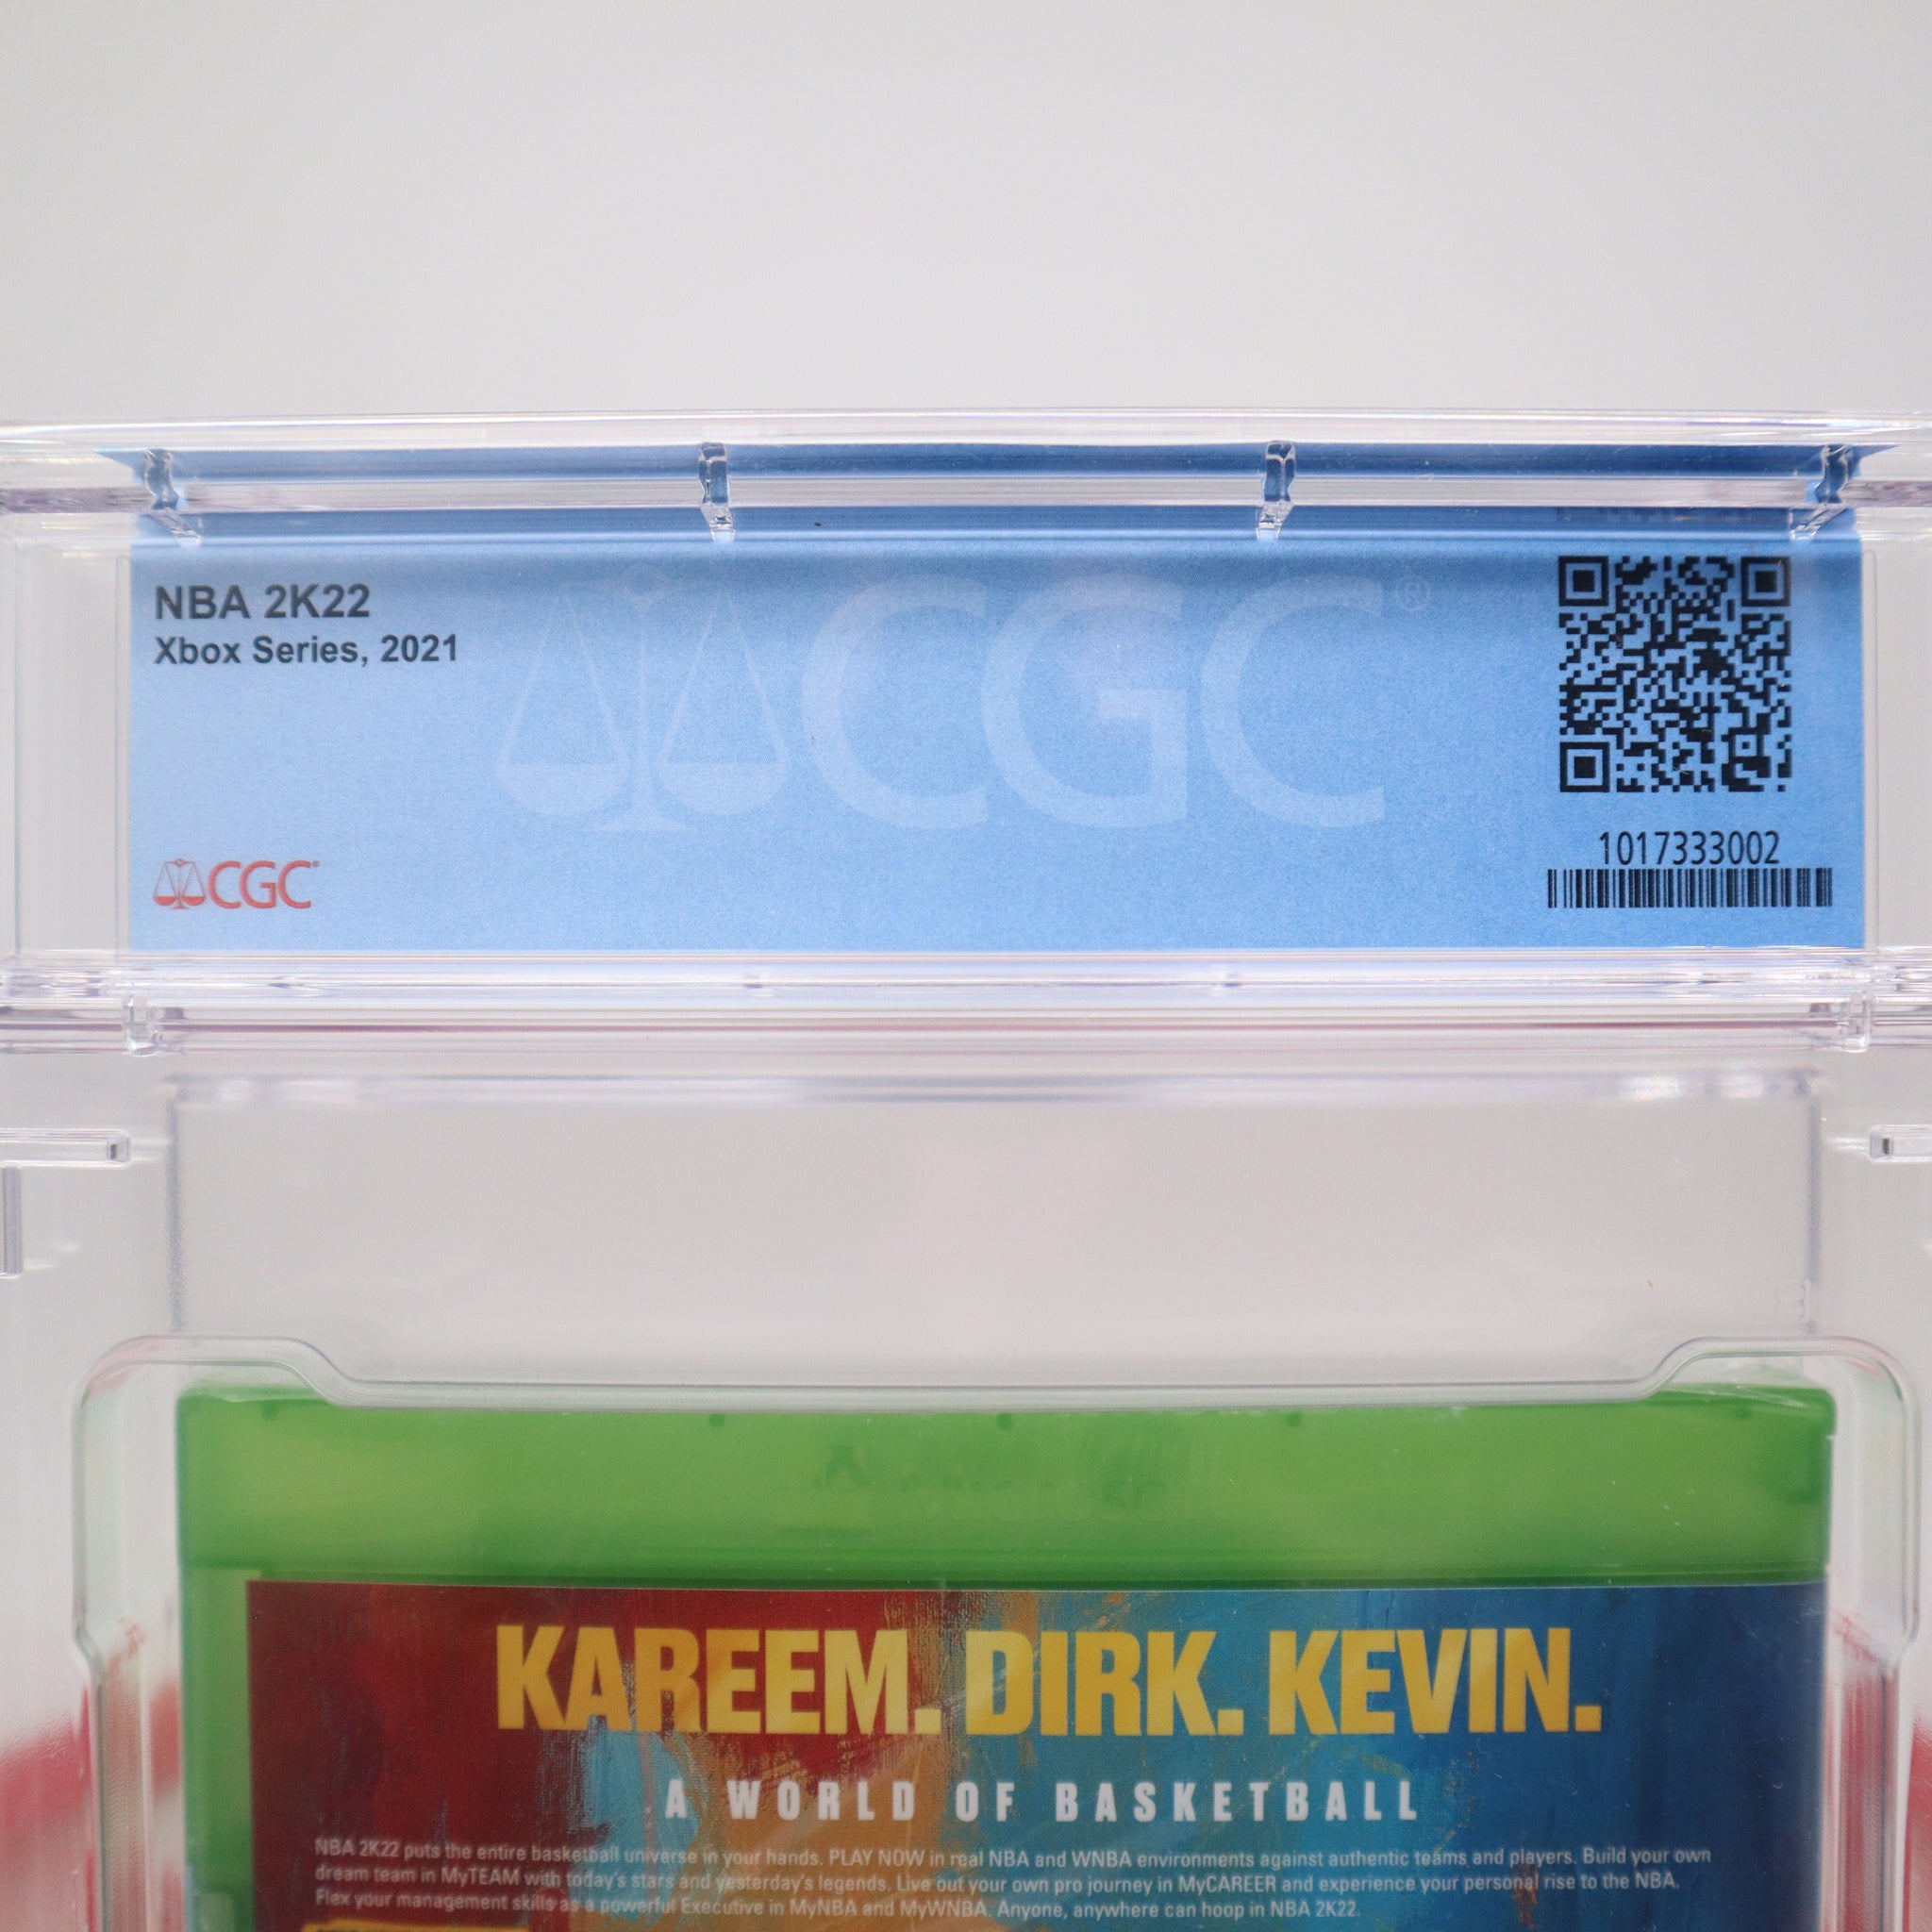 NBA 2K22
Xbox Series, 2021
CGC®
CGC®
1017333002
KAREEM. DIRK. KEVIN.
A WORLD OF BASKETBALL
NBA 2K22 puts the entire basketball universe in your hands. PLAY NOW in real NBA and WNBA environments against authentic teams and players. Build your own
dream team in MyTEAM with today's stars and yesterday's legends. Live out your own pro journey in MyCAREER and experience your personal rise to the NBA.
Flex your management skills as a powerful Executive in MyNBA and MyWNBA. Anyone, anywhere can hoop in NBA 2K22.